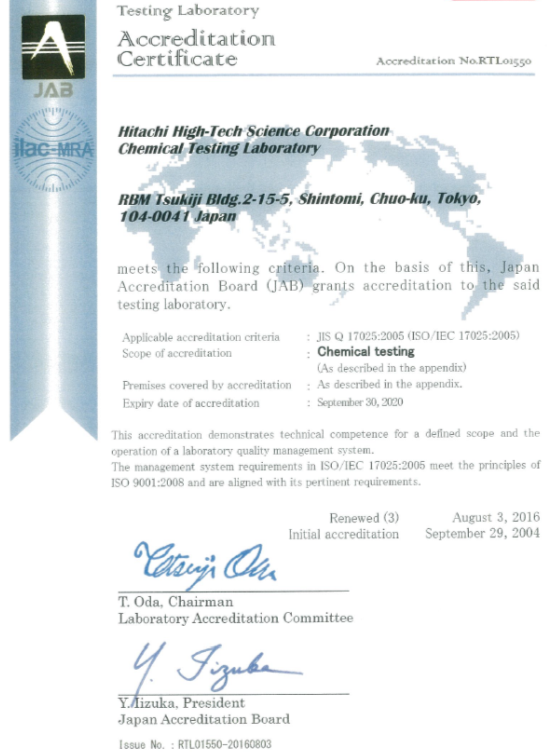 Testing Laboratory
Accreditation
Certificate
Accreditation No.RTL01550
JAB
ilac-MRA
Hitachi High-Tech Science Corporation
Chemical Testing Laboratory
RBM Tsukiji Bldg.2-15-5, Shintomi, Chuo-ku, Tokyo,
104-0041 Japan
meets the following criteria. On the basis of this, Japan
Accreditation Board (JAB) grants accreditation to the said
testing laboratory.
Applicable accreditation criteria : JIS Q 17025:2005 (ISO/IEC 17025:2005)
Scope of accreditation : Chemical testing
(As described in the appendix)
Premises covered by accreditation : As described in the appendix.
Expiry date of accreditation : September 30, 2020
This accreditation demonstrates technical competence for a defined scope and the
operation of a laboratory quality management system.
The management system requirements in ISO/IEC 17025:2005 meet the principles of
ISO 9001:2008 and are aligned with its pertinent requirements.
Renewed (3) August 3, 2016
Initial accreditation September 29, 2004
T. Oda, Chairman
Laboratory Accreditation Committee
Y. Iizuka
Y. Iizuka, President
Japan Accreditation Board
Issue No. : RTL01550-20160803